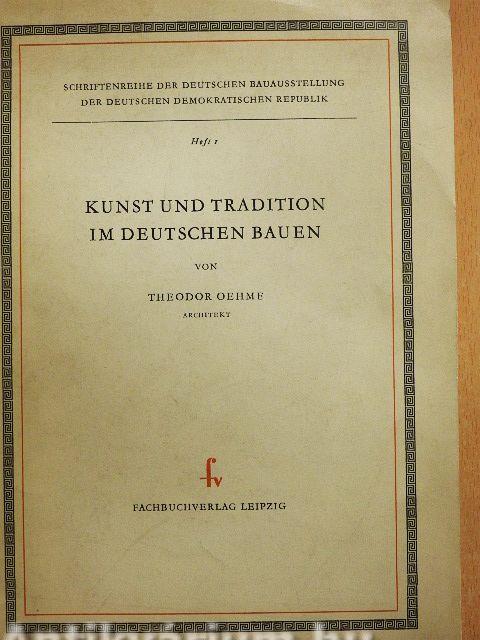 SCHRIFTENREIHE DER DEUTSCHEN BAUAUSSTELLUNG
DER DEUTSCHEN DEMOKRATISCHEN REPUBLIK
Heft 1
KUNST UND TRADITION
IM DEUTSCHEN BAUEN
VON
THEODOR OEHME
ARCHITEKT
fv
FACHBUCHVERLAG LEIPZIG